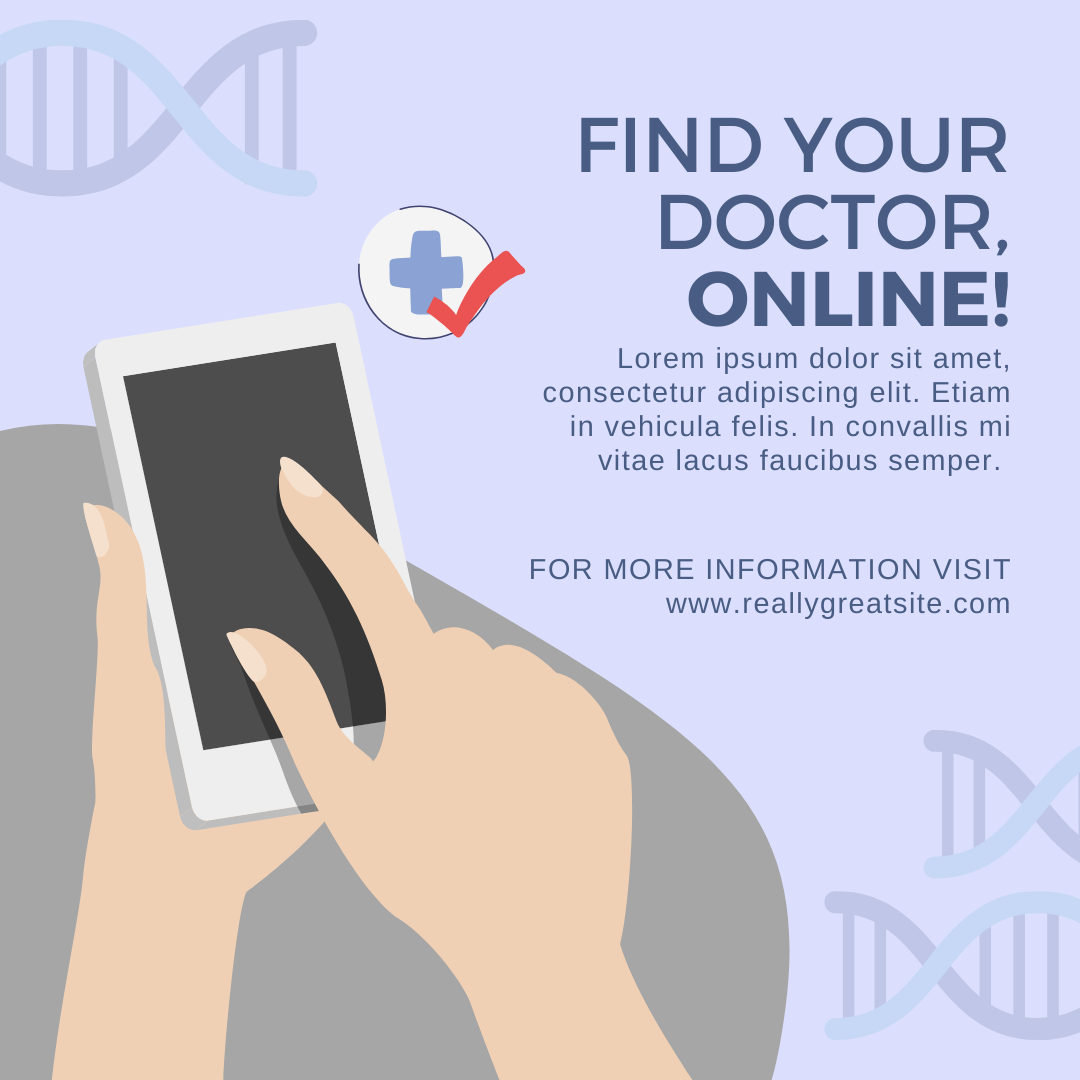 FIND YOUR
DOCTOR,
ONLINE!
Lorem ipsum dolor sit amet,
consectetur adipiscing elit. Etiam
in vehicula felis. In convallis mi
vitae lacus faucibus semper.
FOR MORE INFORMATION VISIT
www.reallygreatsite.com